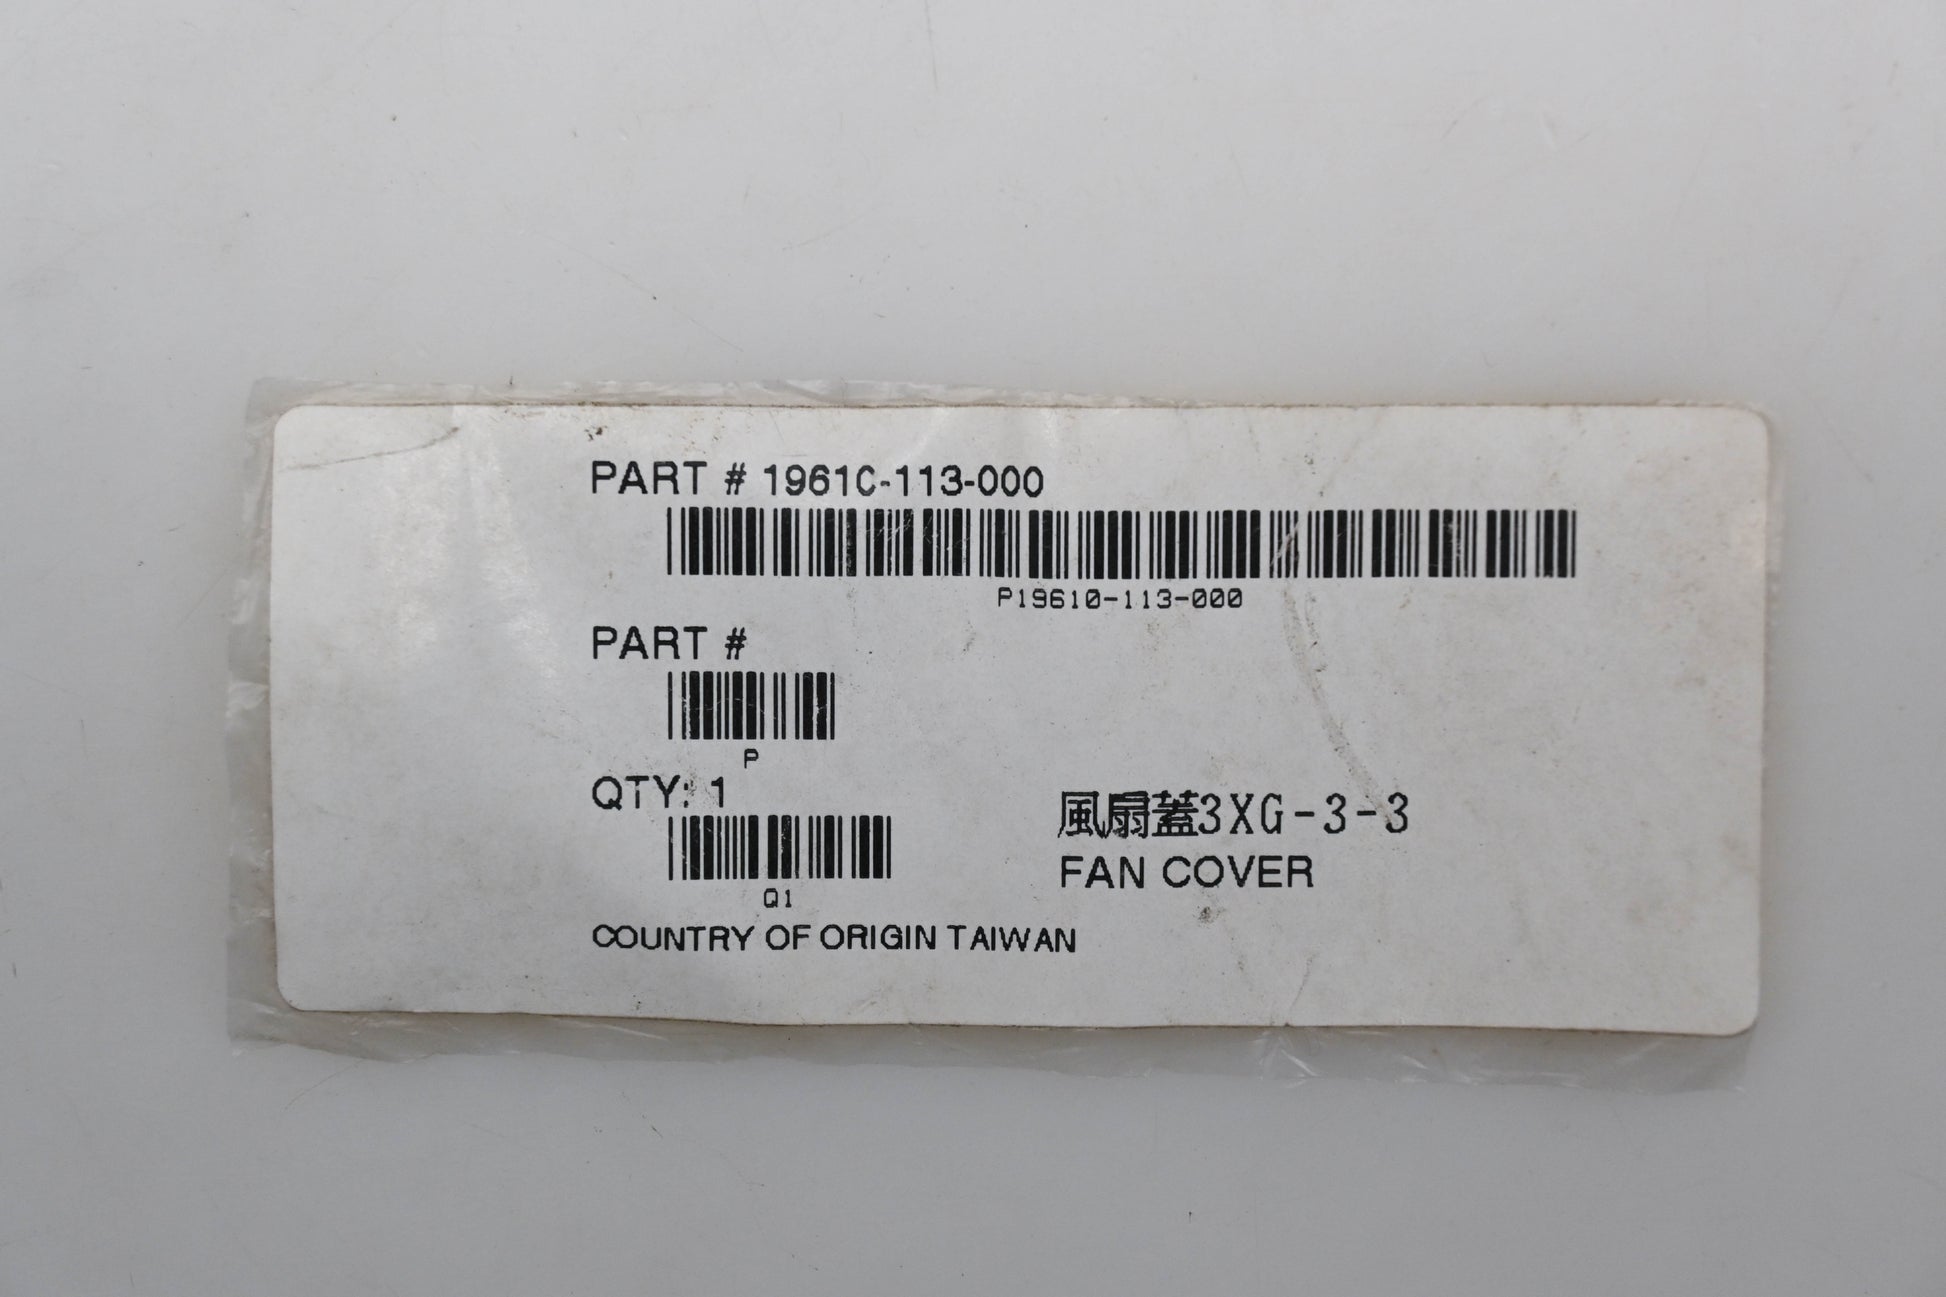 PART # 19610-113-000
P19610-113-000
PART #
P
QTY: 1
Q1
風扇蓋3XG-3-3
FAN COVER
COUNTRY OF ORIGIN TAIWAN